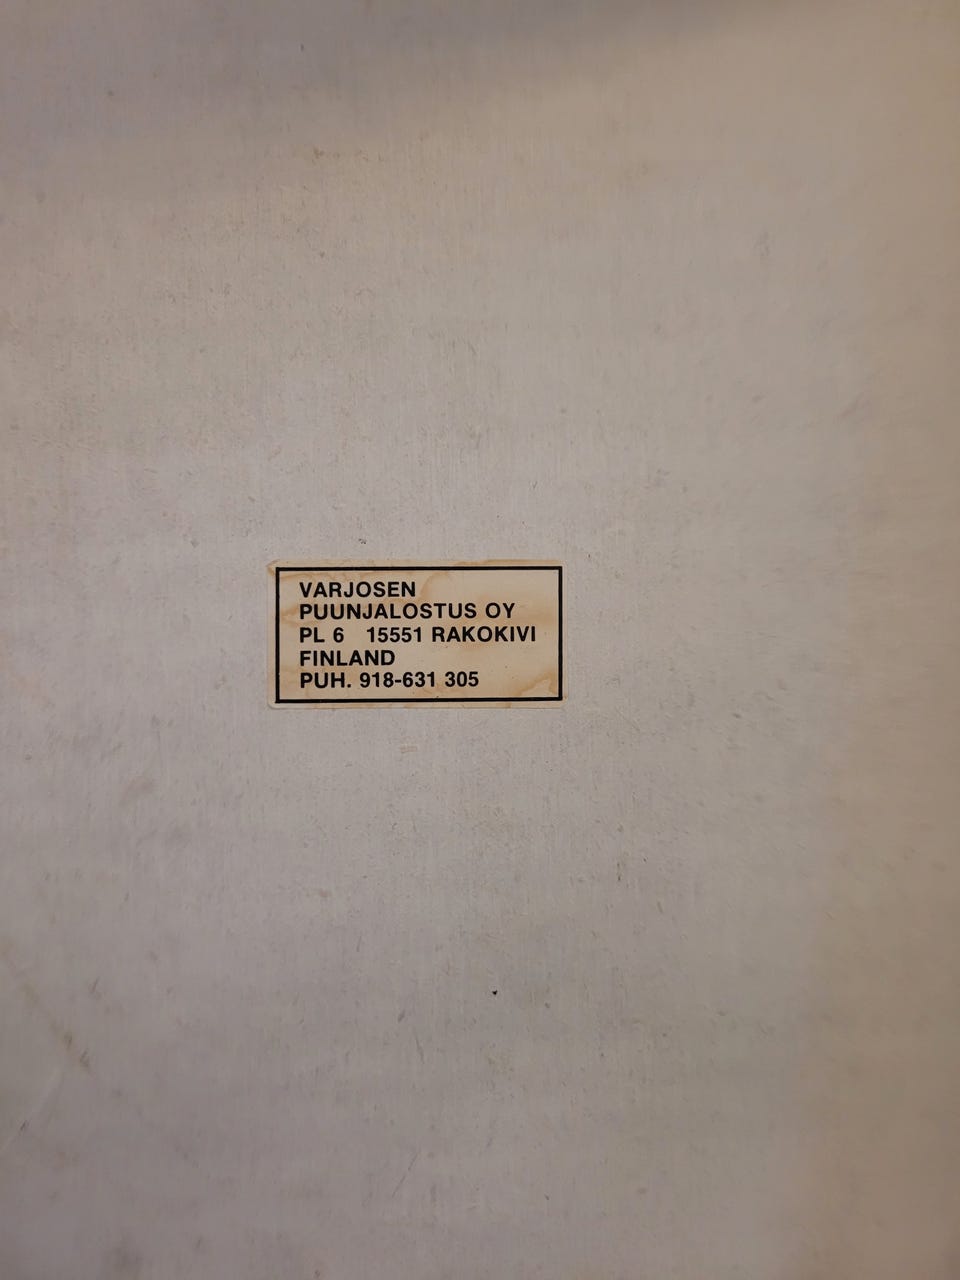 VARJOSEN
PUUNJALOSTUS OY
PL 6 15551 RAKOKIVI
FINLAND
PUH. 918-631 305